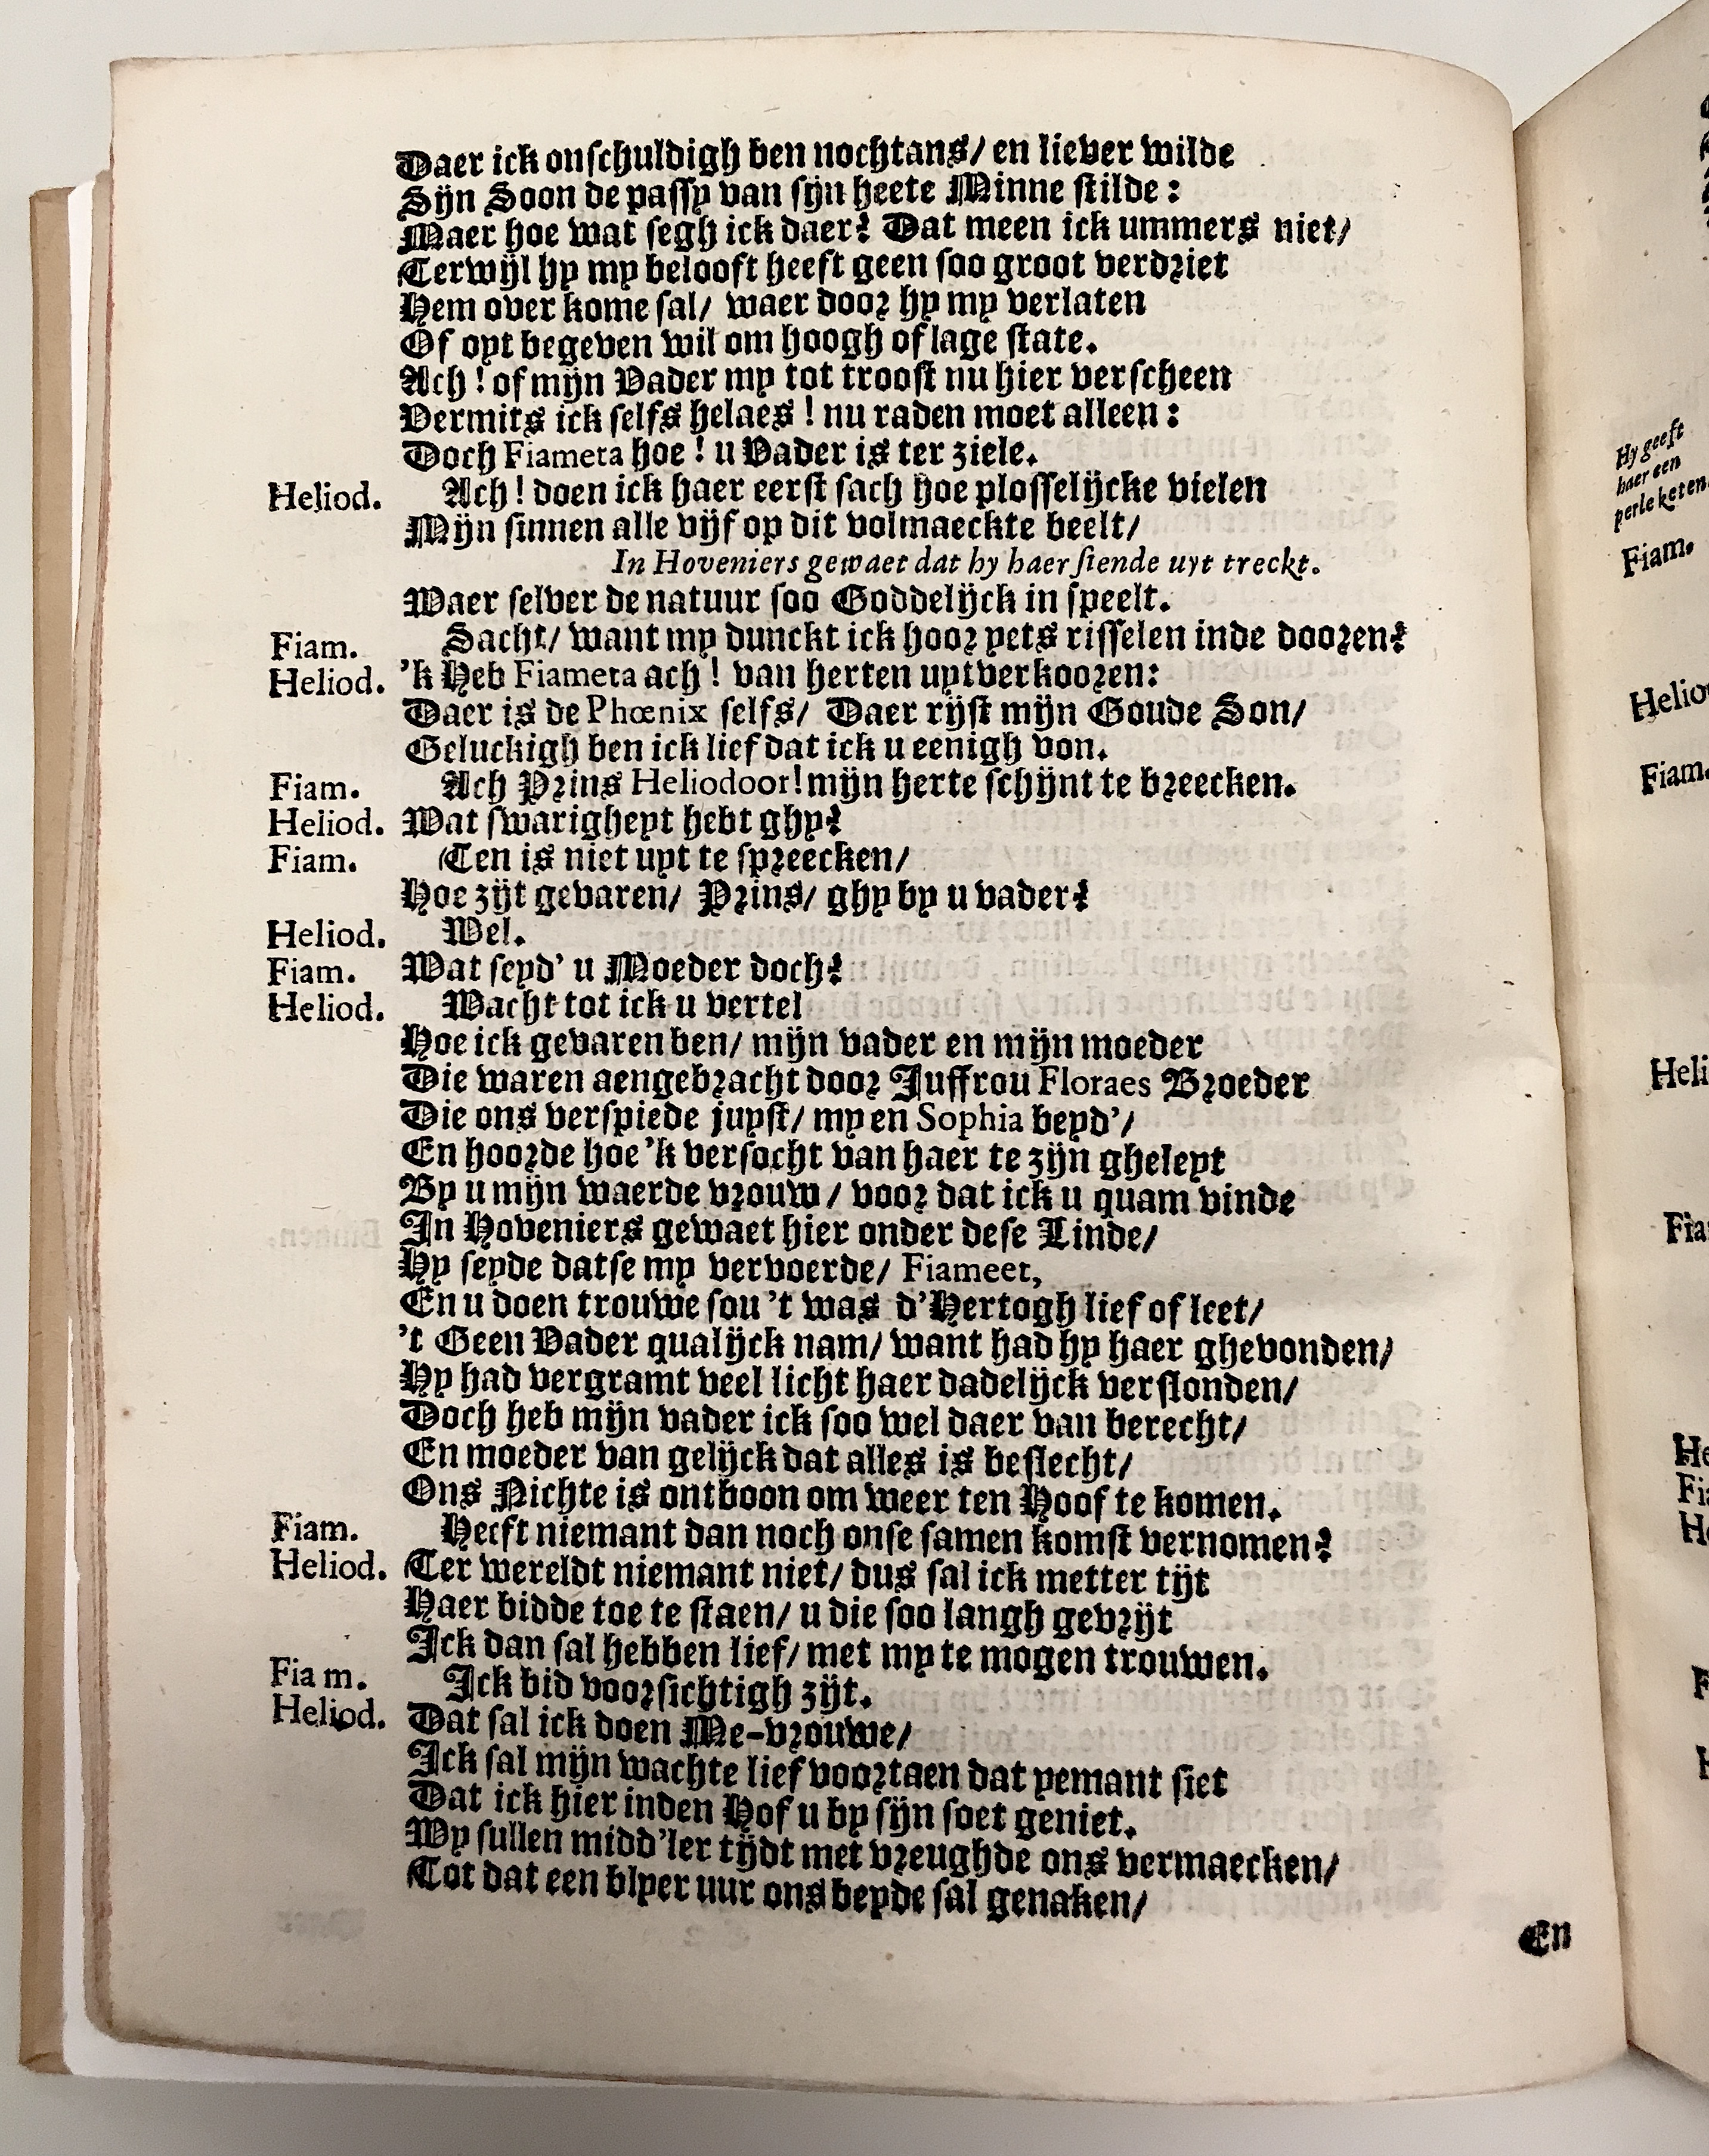 Daer ick onſchuldigh ben nochtans/ en liever wilde
Sijn Soon de paſſy van ſijn heete Minne ſtilde:
Maer hoe wat ſegh ick daer? Dat meen ick ummers niet/
Terwijl hy my belooft heeft geen ſoo groot verdriet
Hem over kome ſal/ waer door hy my verlaten
Of oyt begeven wil om hoogh of lage ſtate.
Ach! of mijn Vader my tot trooſt nu hier verſcheen
Vermits ick ſelfs helaes! nu raden moet alleen:
Doch Fiameta hoe! u Vader is ter ziele.
Heliod. Ach! doen ick haer eerſt ſach hoe ploſſelijcke vielen
Mijn ſinnen alle vijf op dit volmaeckte beelt/
In Hoveniers gewaet dat hy haer ſiende uyt treckt.
Waer ſelver de natuur ſoo Goddelijck in ſpeelt.
Fiam. Sacht/ want my dunckt ick hoor yets riſſelen inde dooren?
Heliod. 'k Heb Fiameta ach! van herten uytverkooren:
Daer is de Phœnix ſelfs/ Daer rijſt mijn Goude Son/
Geluckigh ben ick lief dat ick u eenigh von.
Fiam. Ach Prins Heliodoor! mijn herte ſchijnt te breecken.
Heliod. Wat ſwarigheyt hebt ghy?
Fiam. Ten is niet uyt te ſpreecken/
Hoe zijt gevaren/ Prins/ ghy by u vader?
Heliod. Wel.
Fiam. Wat ſeyd' u Moeder doch?
Heliod. Wacht tot ick u vertel
Hoe ick gevaren ben/ mijn vader en mijn moeder
Die waren aengebracht door Juffrou Floraes Broeder
Die ons verſpiede juyſt/ my en Sophia beyd'/
En hoorde hoe 'k verſocht van haer te zijn gheleyt
By u mijn waerde vrouw/ voor dat ick u quam vinde
In Hoveniers gewaet hier onder deſe Linde/
Hy ſeyde datſe my vervoerde/ Fiameet,
En u doen trouwe ſou 't was d'Hertogh lief of leet/
't Geen Vader qualijck nam/ want had hy haer ghevonden/
Hy had vergramt veel licht haer dadelijck verſlonden/
Doch heb mijn vader ick ſoo wel daer van berecht/
En moeder van gelijck dat alles is beſlecht/
Ons Nichte is ontboon om weer ten Hoof te komen.
Fiam. Heeft niemant dan noch onſe ſamen komſt vernomen?
Heliod. Ter wereldt niemant niet/ dus ſal ick metter tijt
Haer bidde toe te ſtaen/ u die ſoo langh gevrijt
Ick dan ſal hebben lief/ met my te mogen trouwen.
Fia m. Ick bid voorſichtigh zijt.
Heliod. Dat ſal ick doen Me-vrouwe/
Ick ſal mijn wachte lief voortaen dat yemant ſiet
Dat ick hier inden Hof u by ſijn ſoet geniet.
Wy ſullen midd'ler tijdt met vreughde ons vermaecken/
Tot dat een blyer uur ons beyde ſal genaken/
En
Hy geeft
haer een
perle keten.
Fiam.
Fiam.